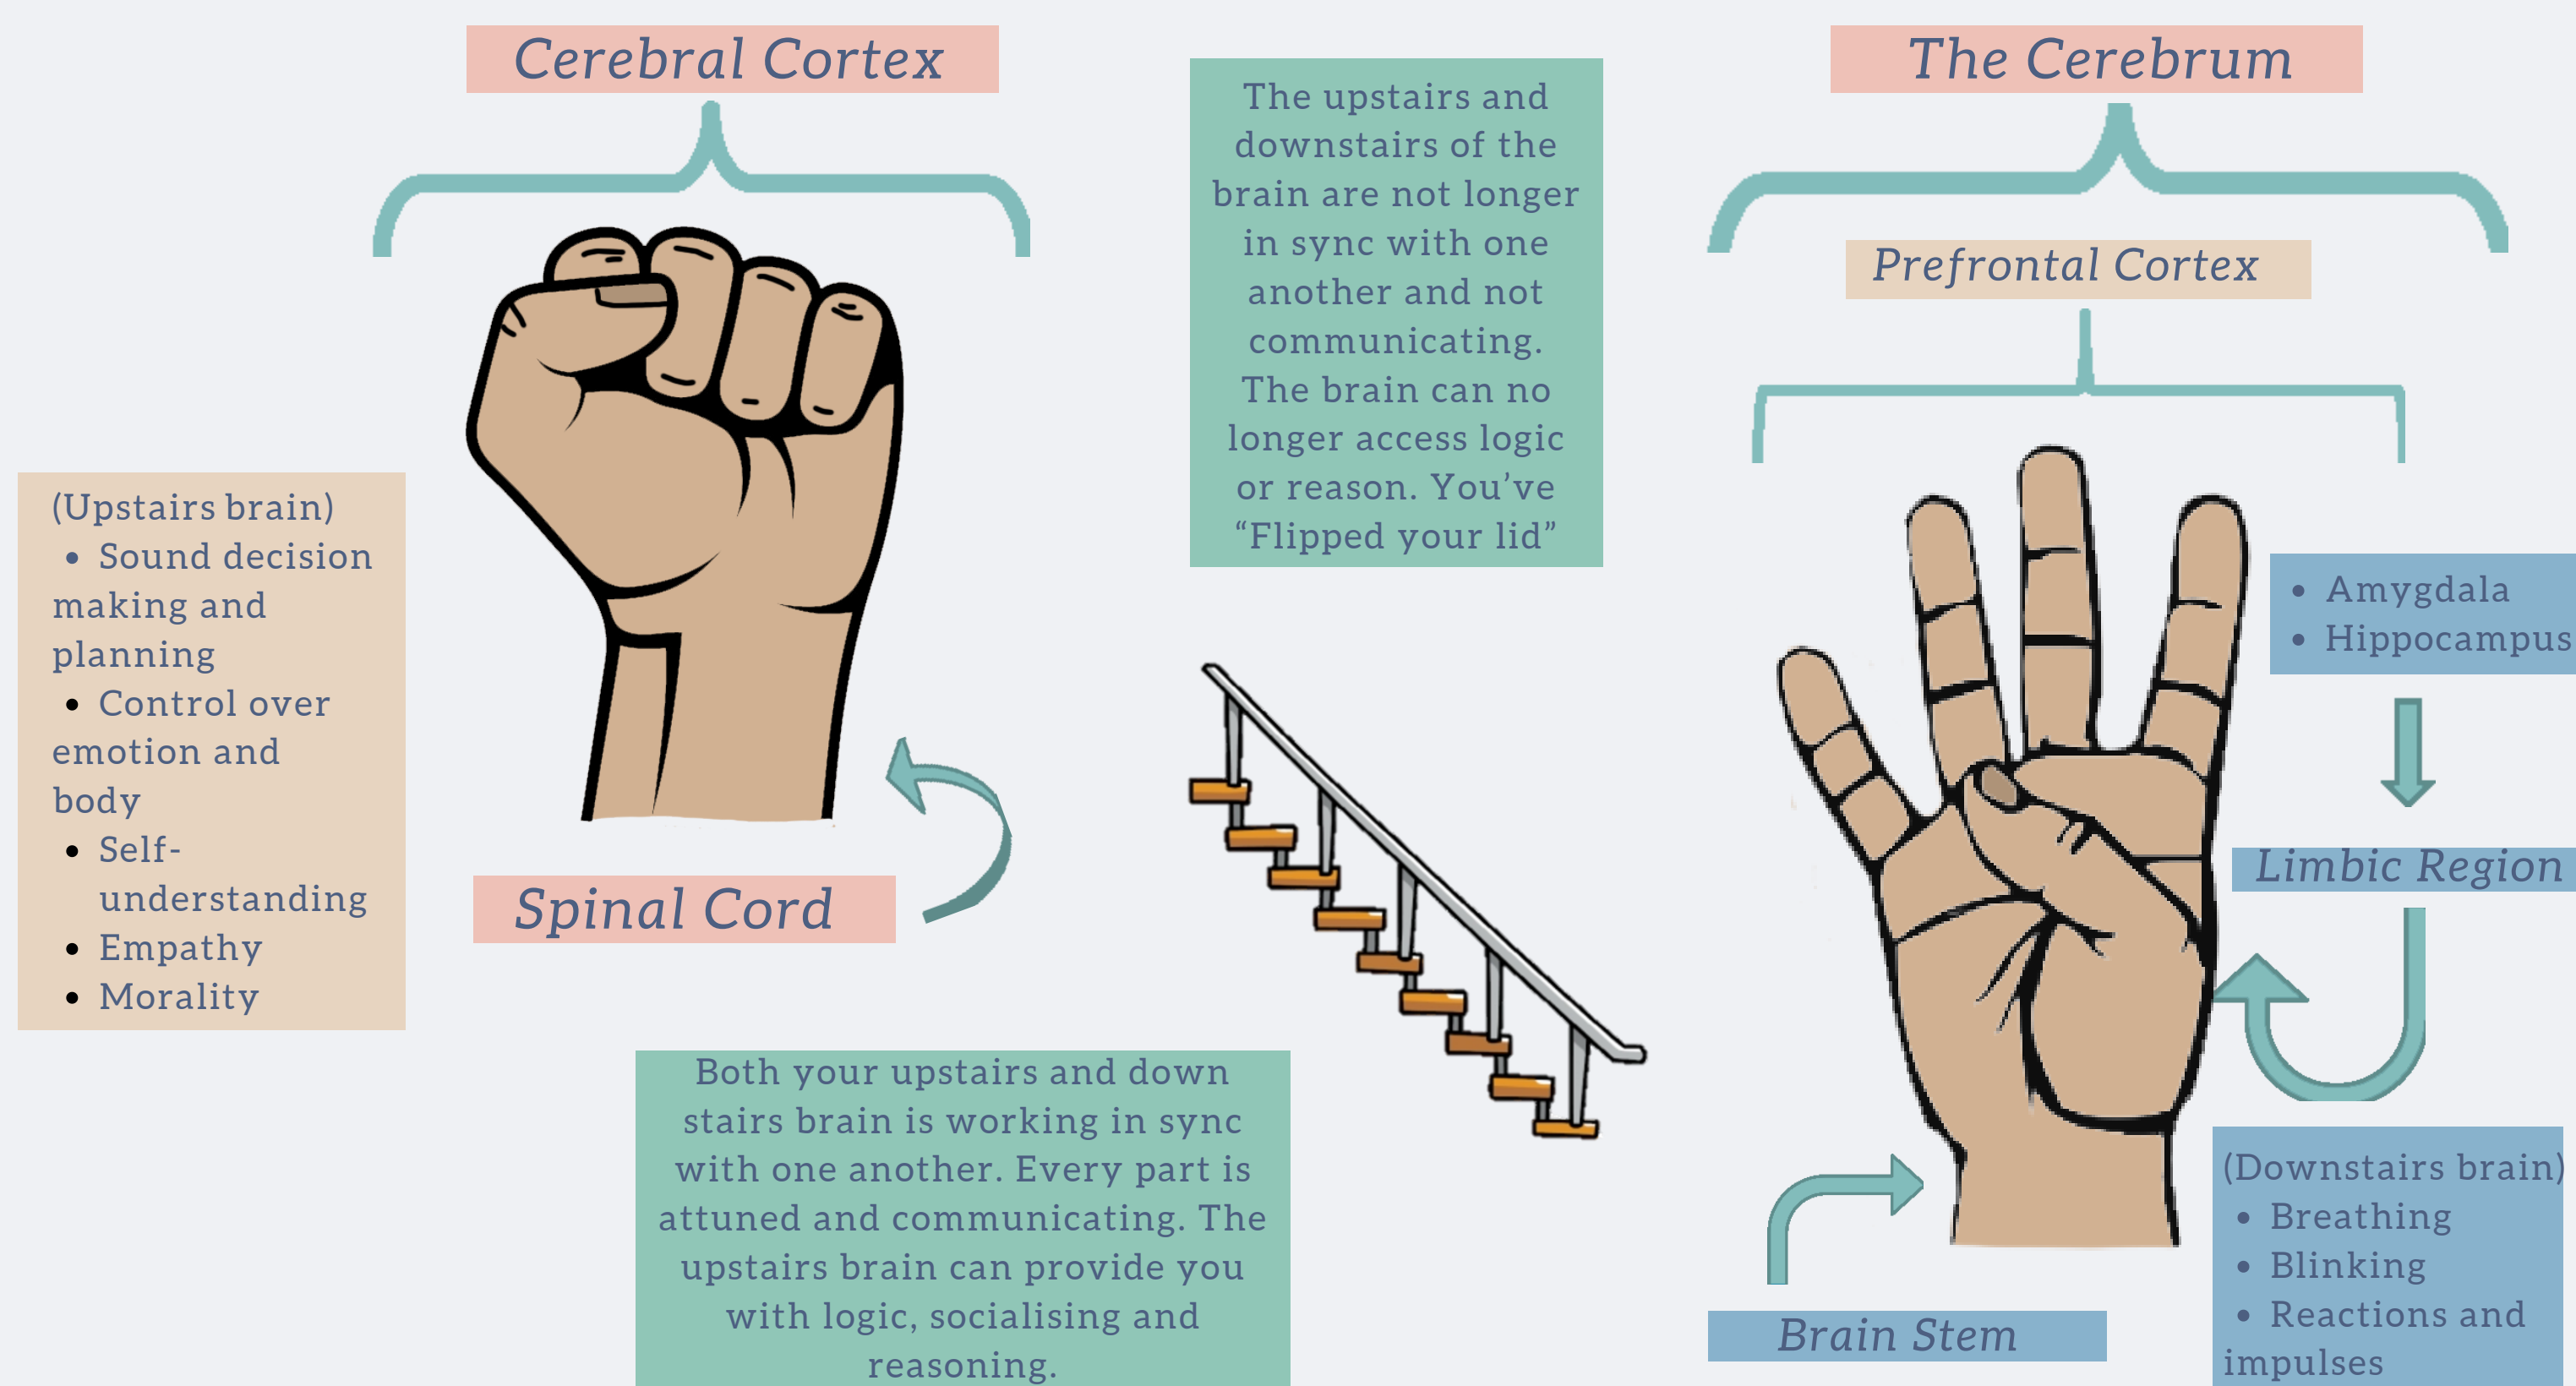 Cerebral Cortex
(Upstairs brain)
• Sound decision
making and
planning
• Control over
emotion and
body
• Self-
understanding
• Empathy
• Morality
Spinal Cord
The upstairs and
downstairs of the
brain are not longer
in sync with one
another and not
communicating.
The brain can no
longer access logic
or reason. You’ve
“Flipped your lid”
Both your upstairs and down
stairs brain is working in sync
with one another. Every part is
attuned and communicating. The
upstairs brain can provide you
with logic, socialising and
reasoning.
The Cerebrum
Prefrontal Cortex
• Amygdala
• Hippocampus
Limbic Region
(Downstairs brain)
• Breathing
• Blinking
• Reactions and
impulses
Brain Stem